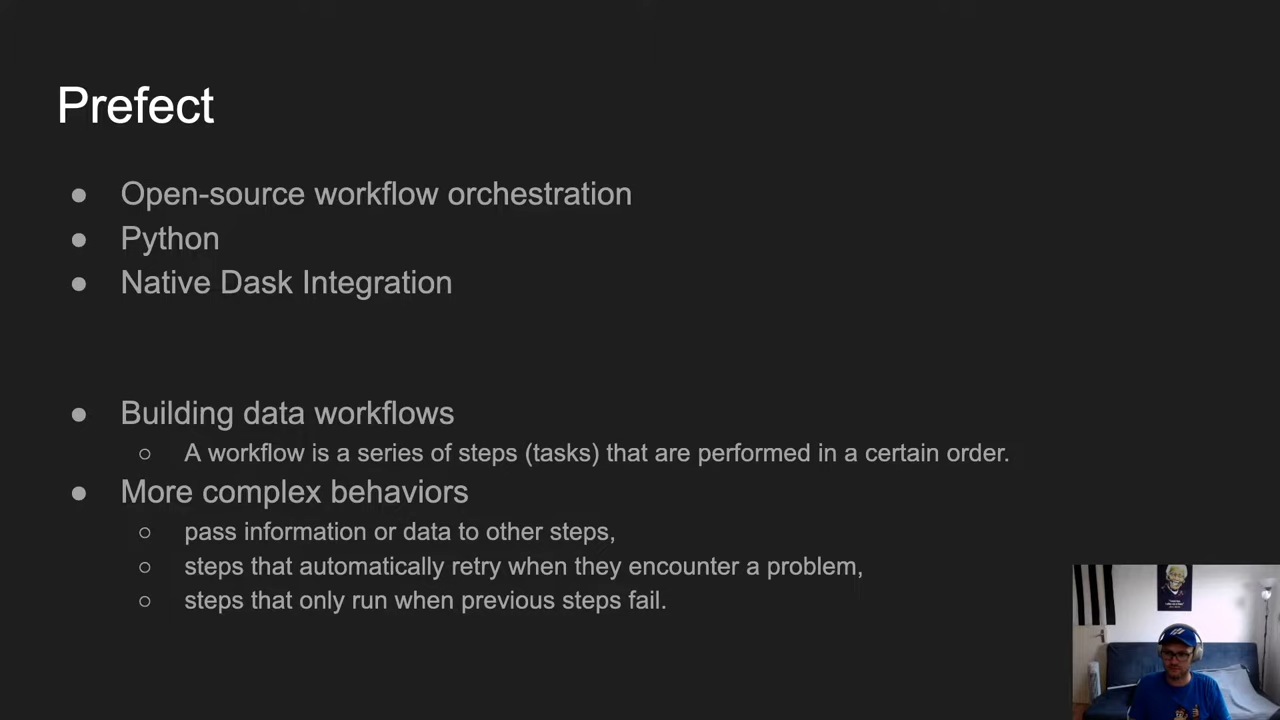 Prefect
● Open-source workflow orchestration
● Python
● Native Dask Integration
● Building data workflows
○ A workflow is a series of steps (tasks) that are performed in a certain order.
● More complex behaviors
○ pass information or data to other steps,
○ steps that automatically retry when they encounter a problem,
○ steps that only run when previous steps fail.